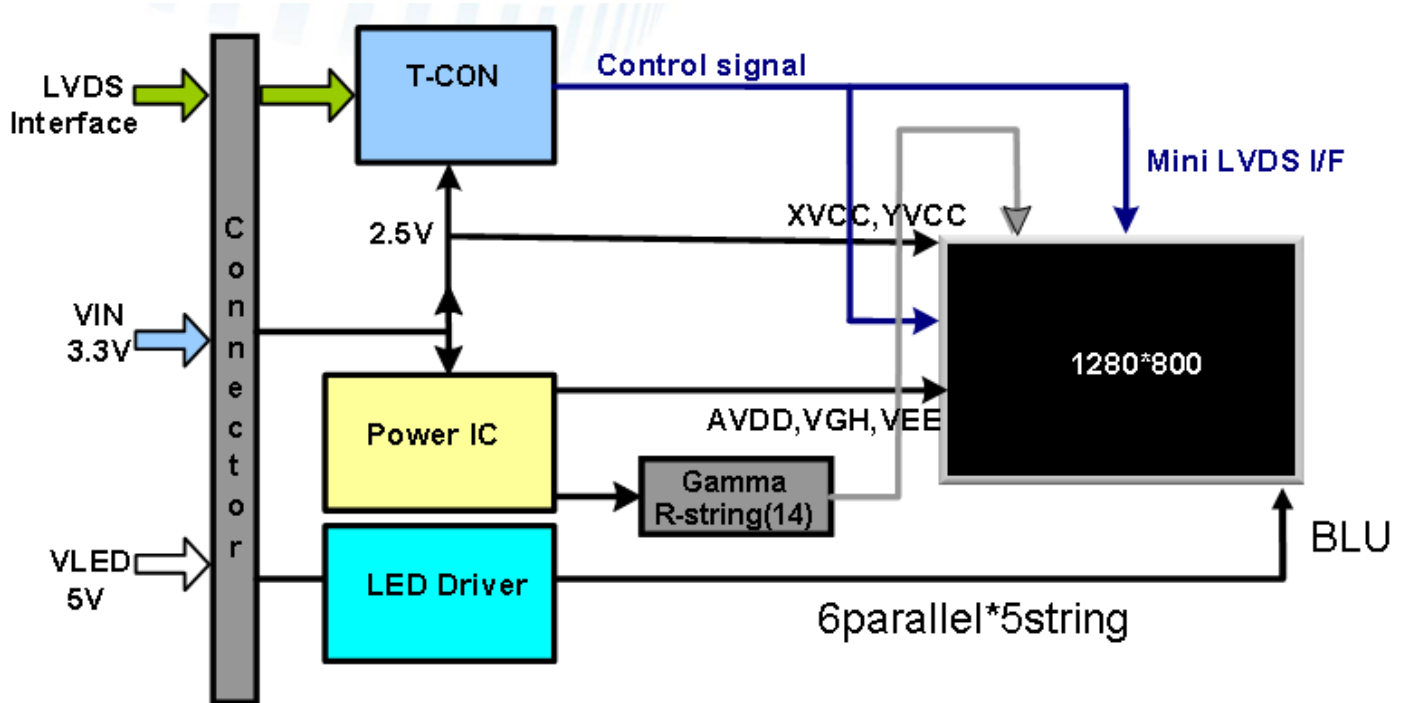 T-CON
Control signal
LVDS
Interface
Mini LVDS I/F
XVCC,YVCC
2.5V
Connector
VIN
3.3V
1280*800
AVDD,VGH,VEE
Power IC
Gamma
R-string(14)
BLU
VLED
5V
LED Driver
6parallel*5string